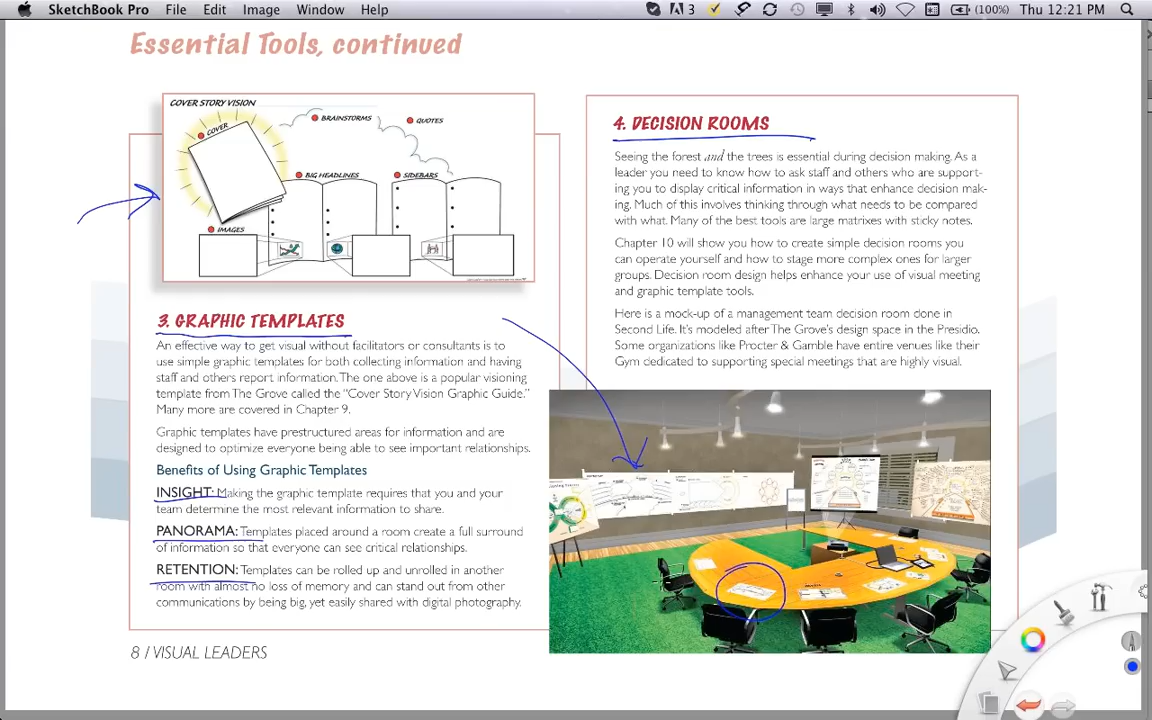 SketchBook Pro File Edit Image Window Help
3 (100%) Thu 12:21 PM
Essential Tools, continued
COVER STORY VISION
COVER
BRAINSTORMS
QUOTES
BIG HEADLINES
SIDEBARS
IMAGES
3. GRAPHIC TEMPLATES
An effective way to get visual without facilitators or consultants is to
use simple graphic templates for both collecting information and having
staff and others report information. The one above is a popular visioning
template from The Grove called the “Cover Story Vision Graphic Guide.”
Many more are covered in Chapter 9.
Graphic templates have prestructured areas for information and are
designed to optimize everyone being able to see important relationships.
Benefits of Using Graphic Templates
INSIGHT: Making the graphic template requires that you and your
team determine the most relevant information to share.
PANORAMA: Templates placed around a room create a full surround
of information so that everyone can see critical relationships.
RETENTION: Templates can be rolled up and unrolled in another
room with almost no loss of memory and can stand out from other
communications by being big, yet easily shared with digital photography.
8 / VISUAL LEADERS
4. DECISION ROOMS
Seeing the forest and the trees is essential during decision making. As a
leader you need to know how to ask staff and others who are support-
ing you to display critical information in ways that enhance decision mak-
ing. Much of this involves thinking through what needs to be compared
with what. Many of the best tools are large matrixes with sticky notes.
Chapter 10 will show you how to create simple decision rooms you
can operate yourself and how to stage more complex ones for larger
groups. Decision room design helps enhance your use of visual meeting
and graphic template tools.
Here is a mock-up of a management team decision room done in
Second Life. It’s modeled after The Grove’s design space in the Presidio.
Some organizations like Procter & Gamble have entire venues like their
Gym dedicated to supporting special meetings that are highly visual.